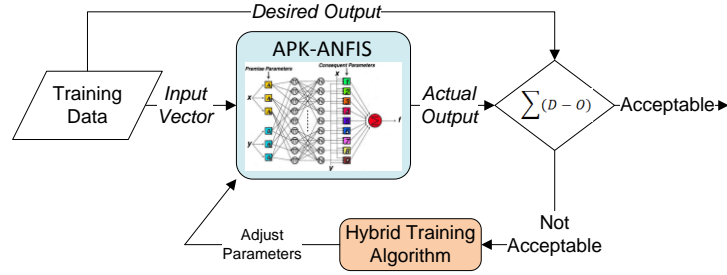 Desired Output
APK-ANFIS
Training
Data
Input
Vector
Premise Parameters
Consequent Parameters
x
y
x
y
f
Actual
Output
∑(D − O)
Acceptable
Not
Acceptable
Hybrid Training
Algorithm
Adjust
Parameters